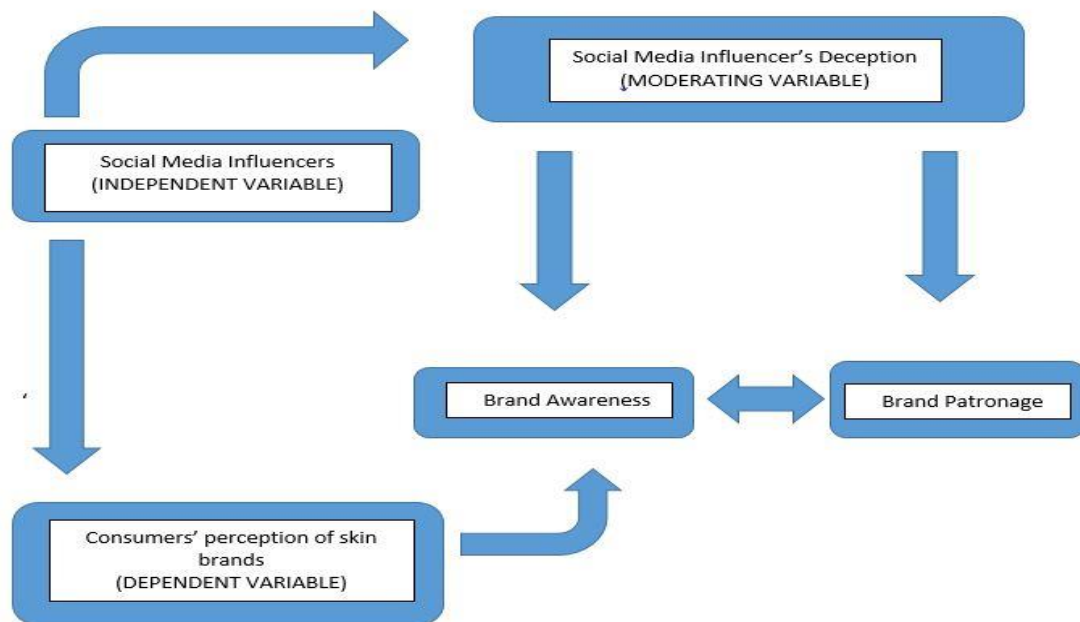 Social Media Influencer's Deception
(MODERATING VARIABLE)
Social Media Influencers
(INDEPENDENT VARIABLE)
Brand Awareness
Brand Patronage
Consumers' perception of skin
brands
(DEPENDENT VARIABLE)